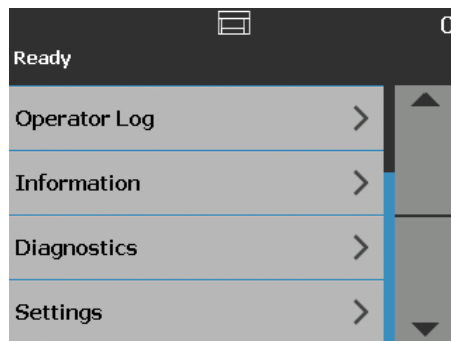 Ready
Operator Log
Information
Diagnostics
Settings